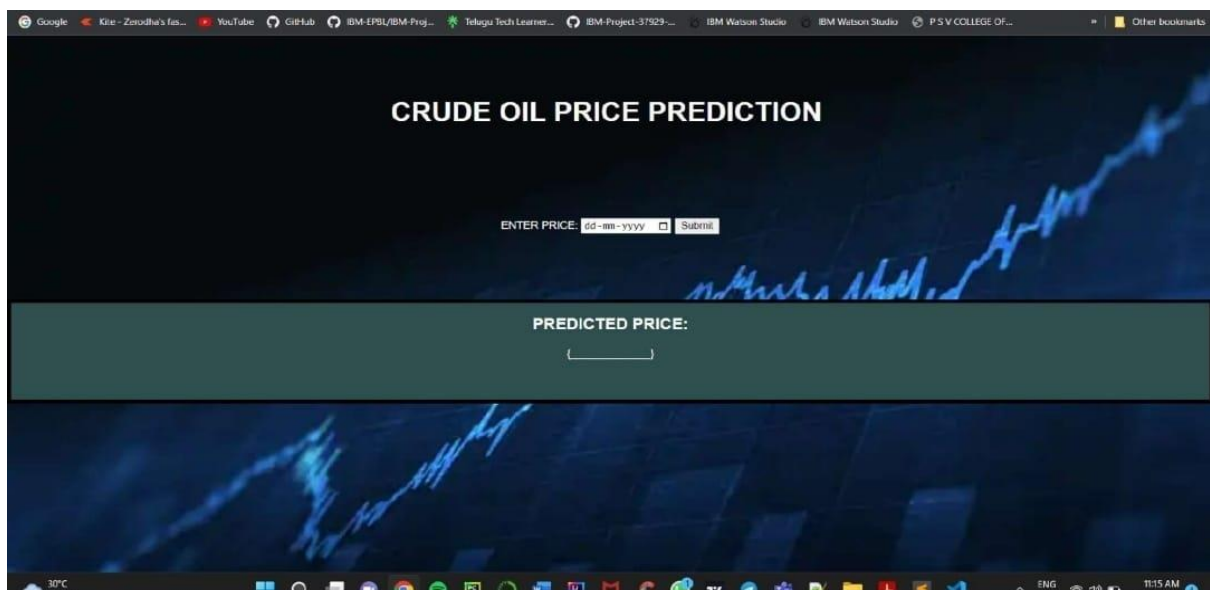 Google Kite - Zerodha's fas... YouTube GitHub IBM-EPBL/IBM-Proj... Telugu Tech Learner... IBM-Project-37929-... IBM Watson Studio IBM Watson Studio P S V COLLEGE OF... » Other bookmarks
CRUDE OIL PRICE PREDICTION
ENTER PRICE: dd-mm-yyyy Submit
PREDICTED PRICE:
{____________}
30°C ENG 11:15 AM